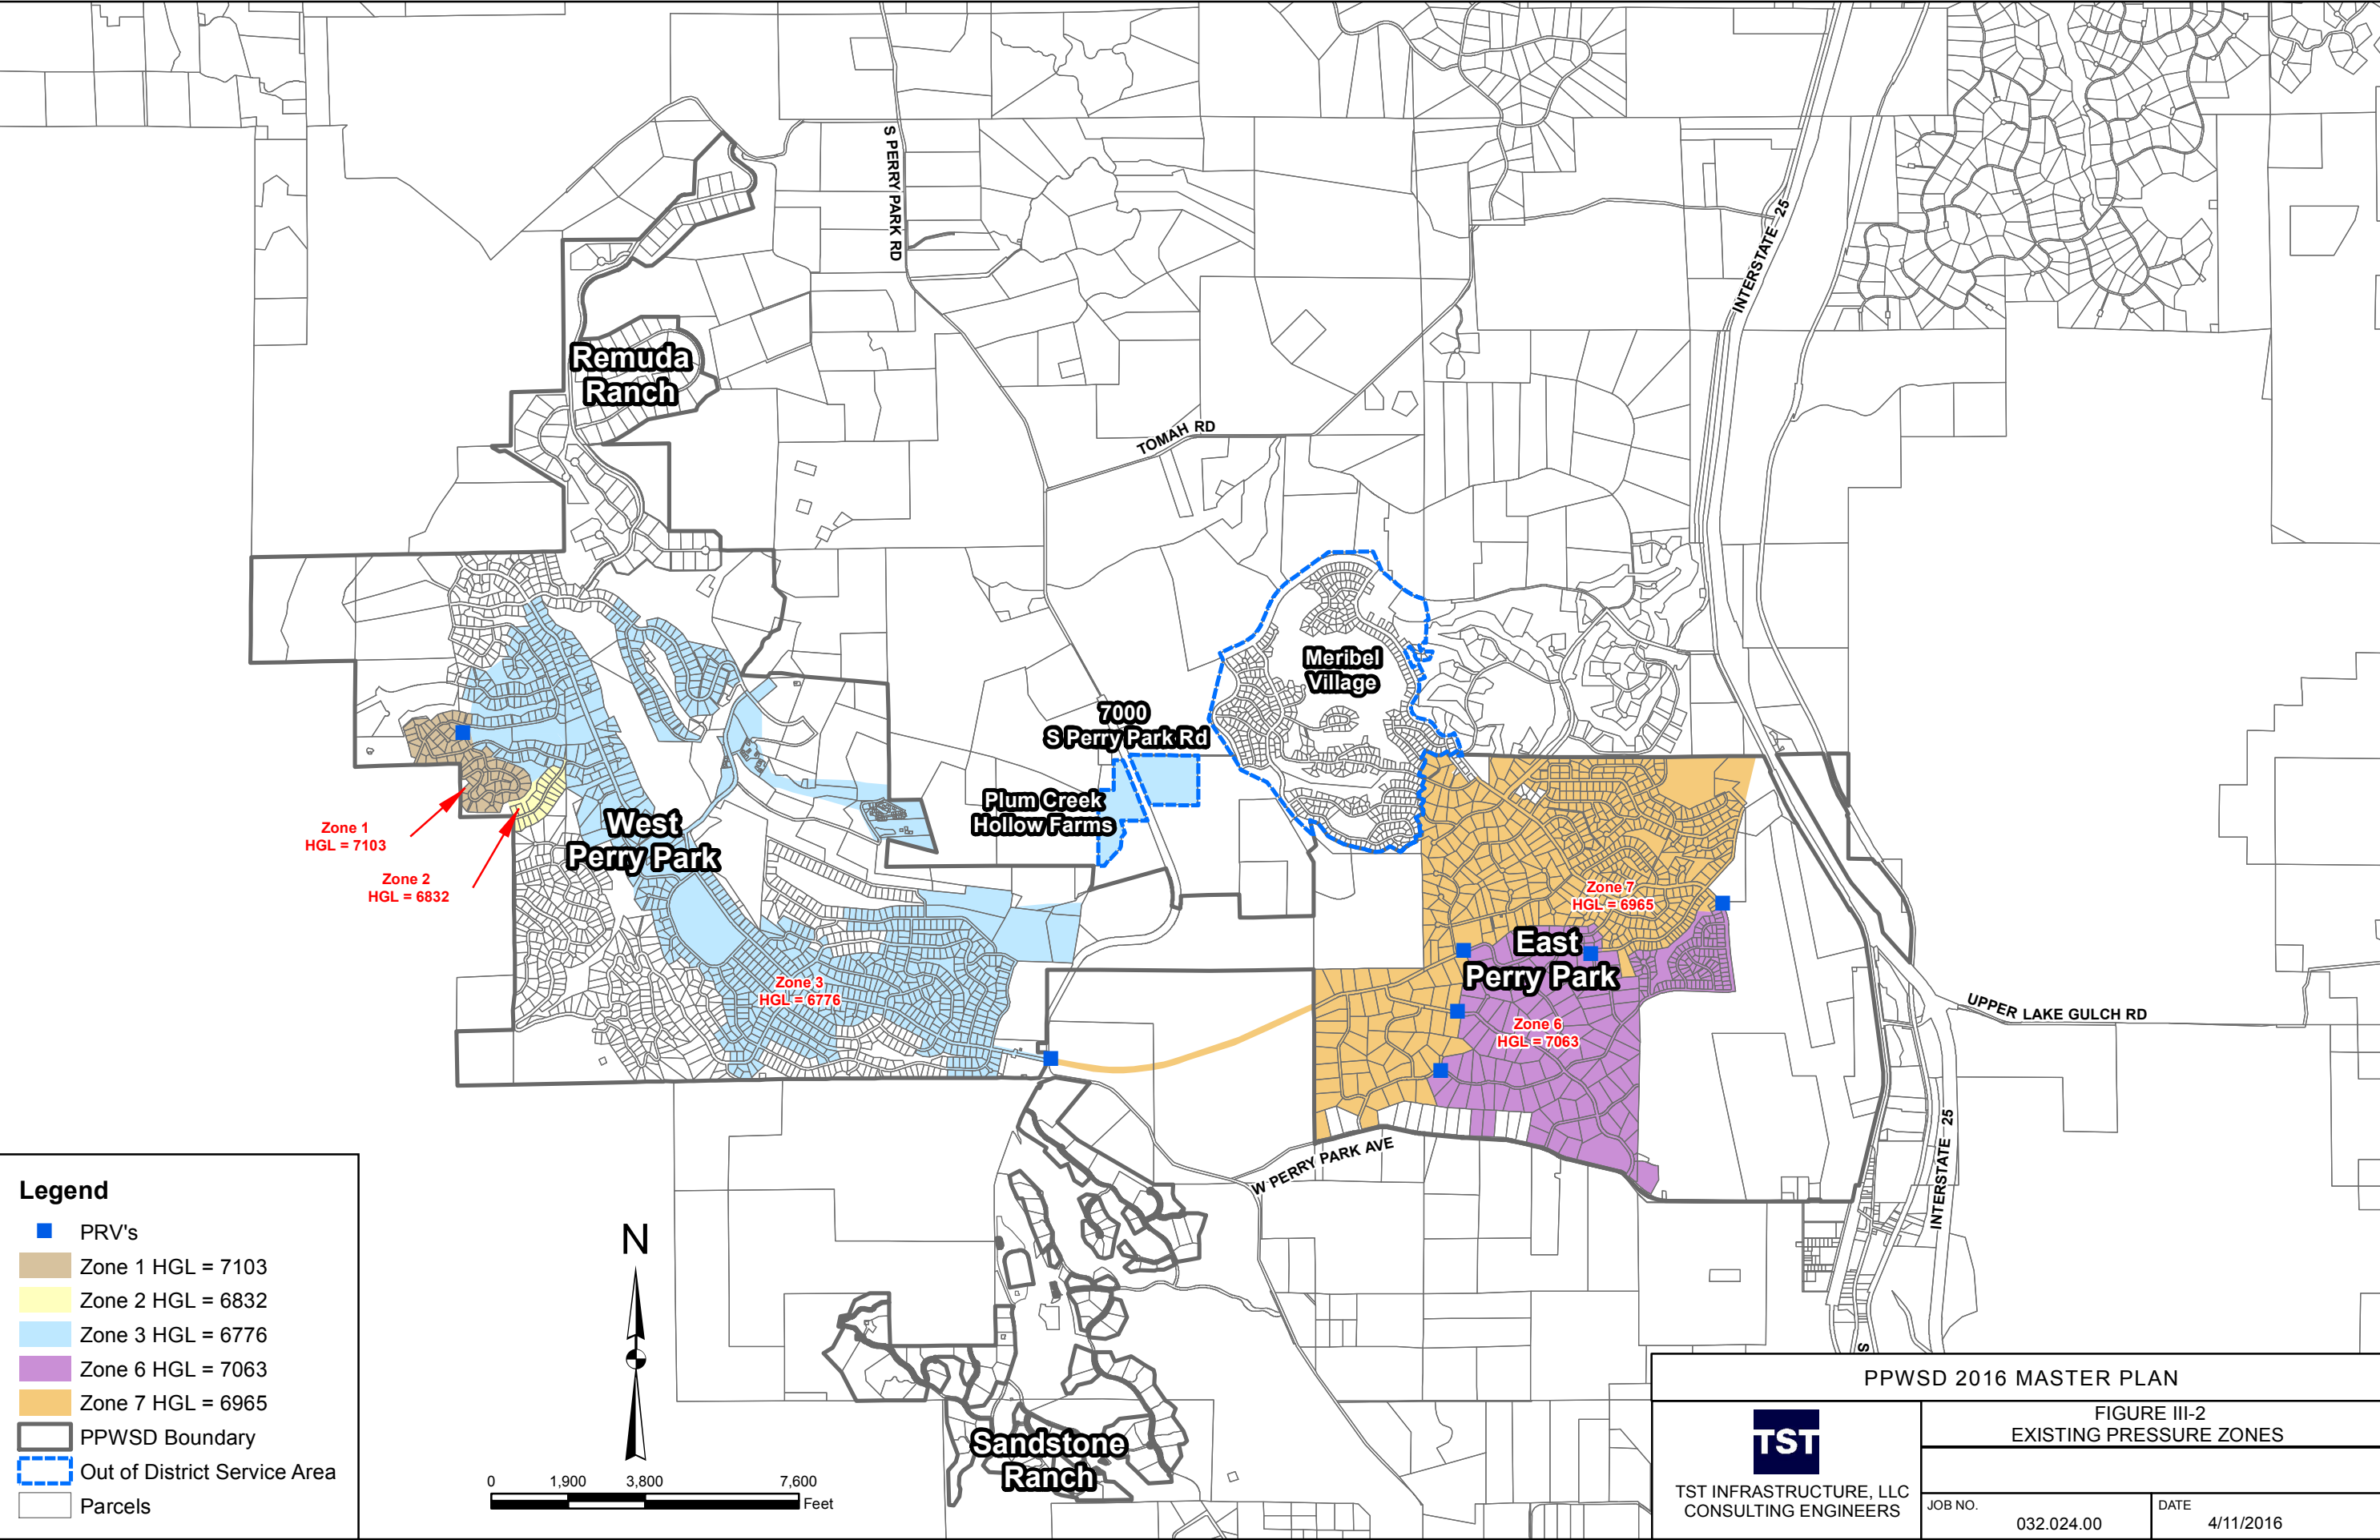 S PERRY PARK RD
INTERSTATE 25
Remuda
Ranch
TOMAH RD
Meribel
Village
7000
S Perry Park Rd
Plum Creek
Hollow Farms
West
Perry Park
Zone 1
HGL = 7103
Zone 2
HGL = 6832
Zone 7
HGL = 6965
East
Perry Park
Zone 3
HGL = 6776
Zone 6
HGL = 7063
UPPER LAKE GULCH RD
W PERRY PARK AVE
INTERSTATE 25
S
Sandstone
Ranch
Legend
PRV's
Zone 1 HGL = 7103
Zone 2 HGL = 6832
Zone 3 HGL = 6776
Zone 6 HGL = 7063
Zone 7 HGL = 6965
PPWSD Boundary
Out of District Service Area
Parcels
N
0 1,900 3,800 7,600
Feet
PPWSD 2016 MASTER PLAN
TST
TST INFRASTRUCTURE, LLC
CONSULTING ENGINEERS
FIGURE III-2
EXISTING PRESSURE ZONES
JOB NO.
032.024.00
DATE
4/11/2016